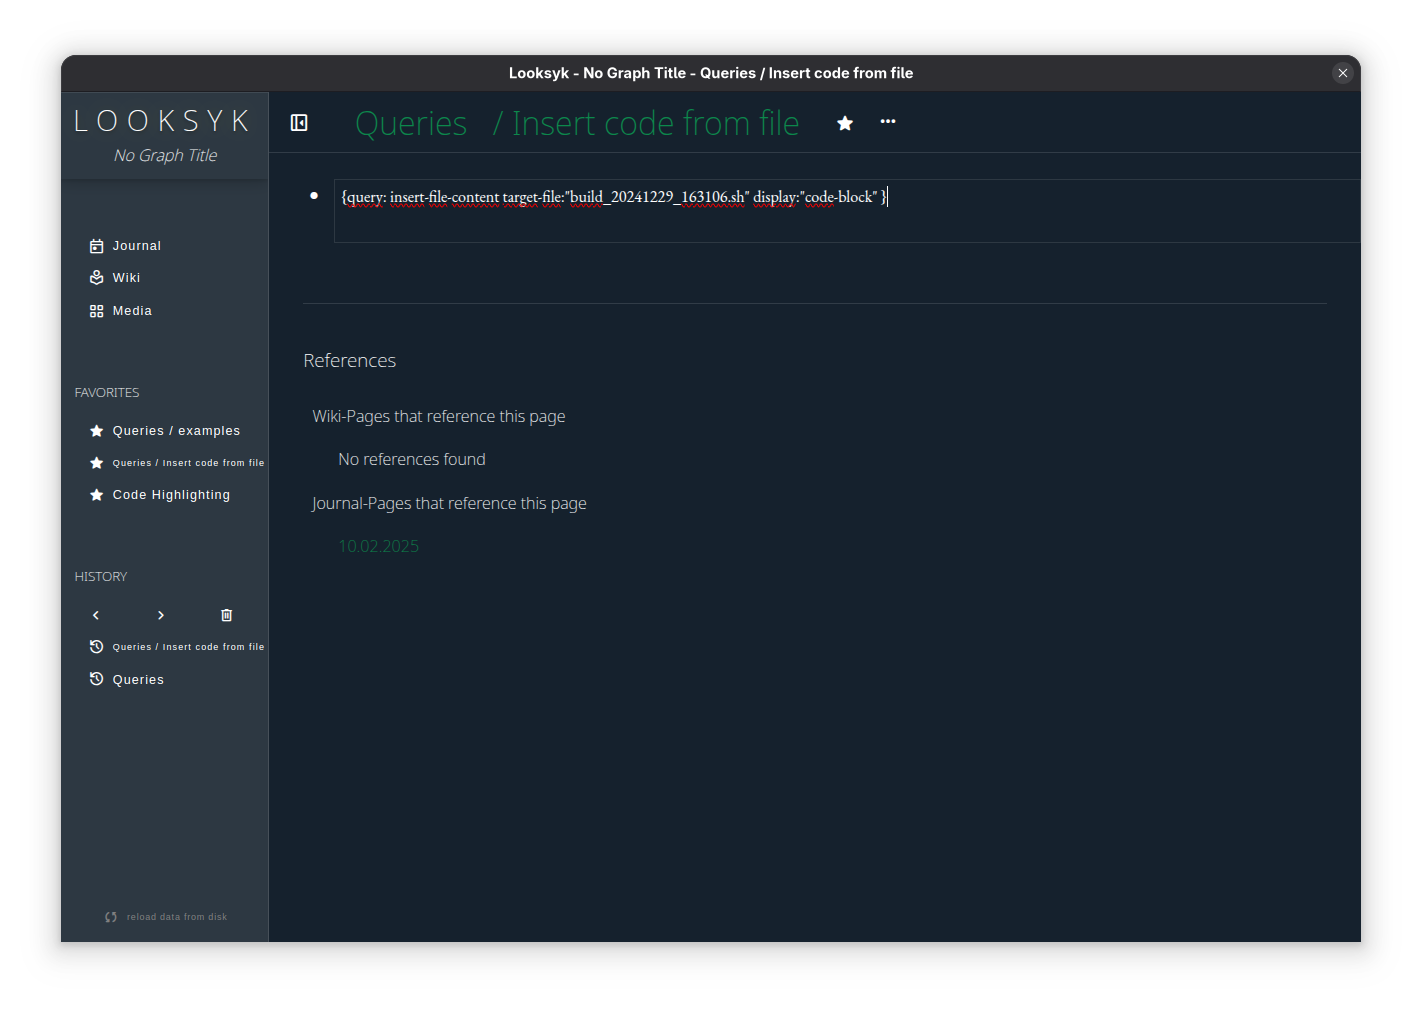 Looksyk - No Graph Title - Queries / Insert code from file
LOOKSYK
No Graph Title
Journal
Wiki
Media
FAVORITES
Queries / examples
Queries / Insert code from file
Code Highlighting
HISTORY
Queries / Insert code from file
Queries
reload data from disk
Queries / Insert code from file
{query: insert-file-content target-file:"build_20241229_163106.sh" display:"code-block" }
References
Wiki-Pages that reference this page
No references found
Journal-Pages that reference this page
10.02.2025